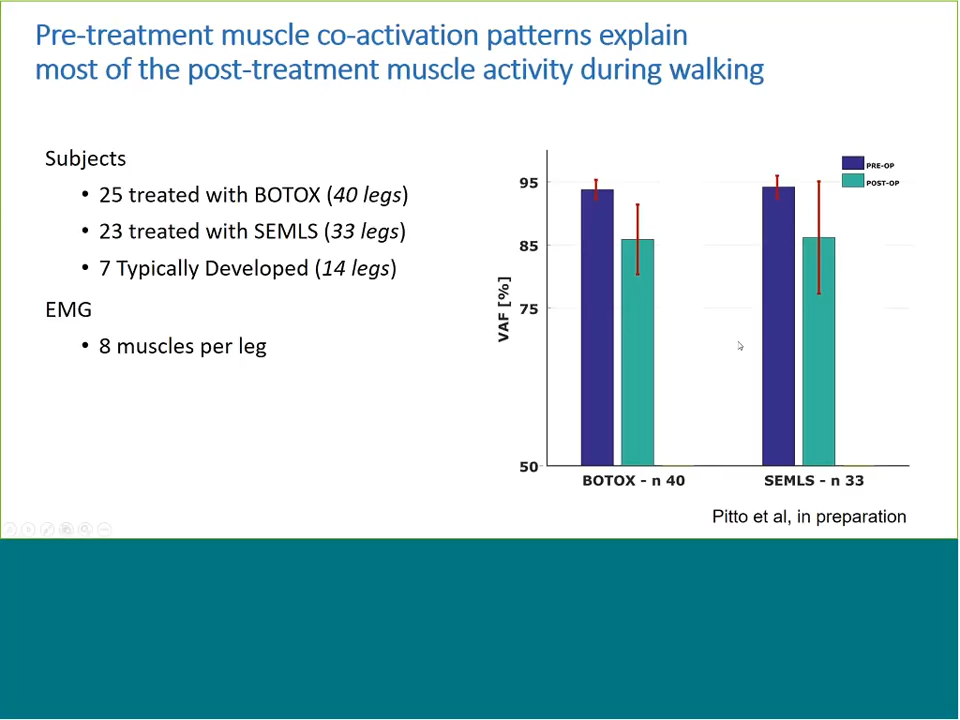 Pre-treatment muscle co-activation patterns explain
most of the post-treatment muscle activity during walking
Subjects
• 25 treated with BOTOX (40 legs)
• 23 treated with SEMLS (33 legs)
• 7 Typically Developed (14 legs)
EMG
• 8 muscles per leg
PRE-OP
POST-OP
95
85
75
50
VAF [%]
BOTOX - n 40
SEMLS - n 33
Pitto et al, in preparation